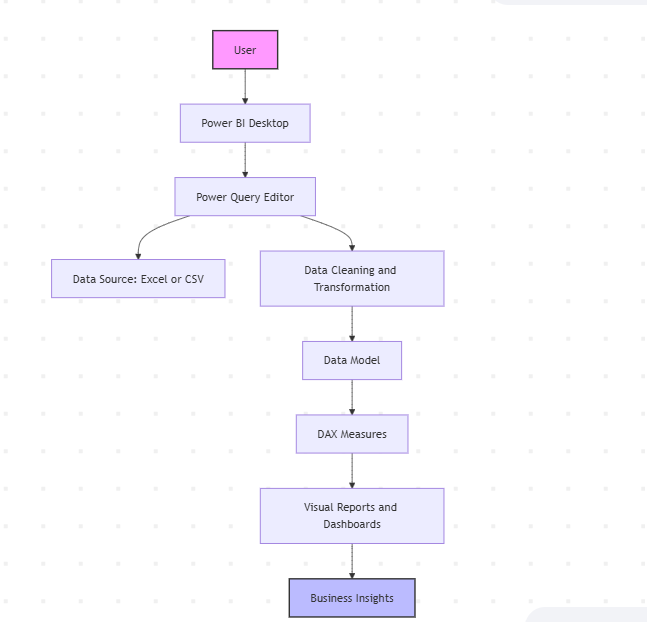 User
Power BI Desktop
Power Query Editor
Data Source: Excel or CSV
Data Cleaning and
Transformation
Data Model
DAX Measures
Visual Reports and
Dashboards
Business Insights